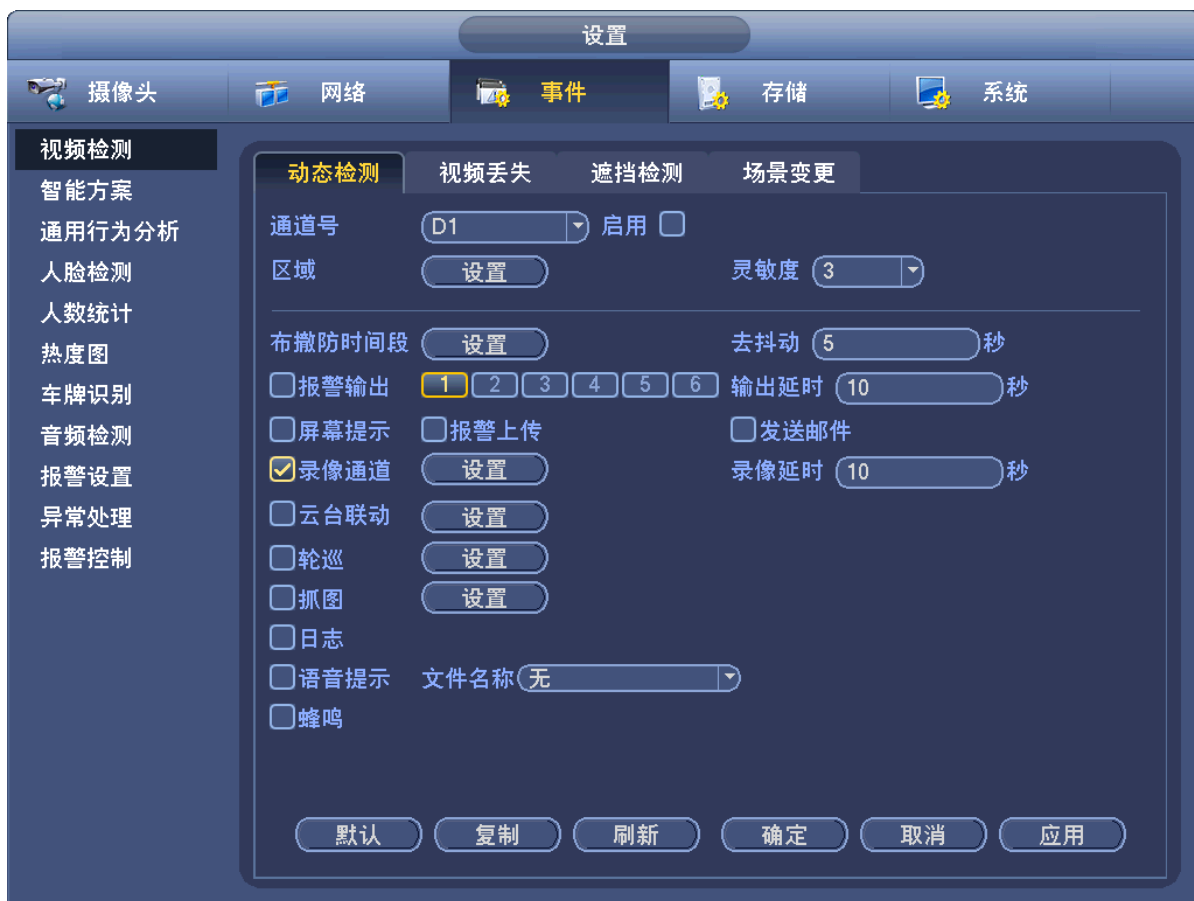 设置
摄像头 网络 事件 存储 系统
视频检测
智能方案
通用行为分析
人脸检测
人数统计
热度图
车牌识别
音频检测
报警设置
异常处理
报警控制
动态检测 视频丢失 遮挡检测 场景变更
通道号 D1 启用
区域 设置 灵敏度 3
布撤防时间段 设置 去抖动 5 秒
报警输出 1 2 3 4 5 6 输出延时 10 秒
屏幕提示 报警上传 发送邮件
录像通道 设置 录像延时 10 秒
云台联动 设置
轮巡 设置
抓图 设置
日志
语音提示 文件名称 无
蜂鸣
默认 复制 刷新 确定 取消 应用